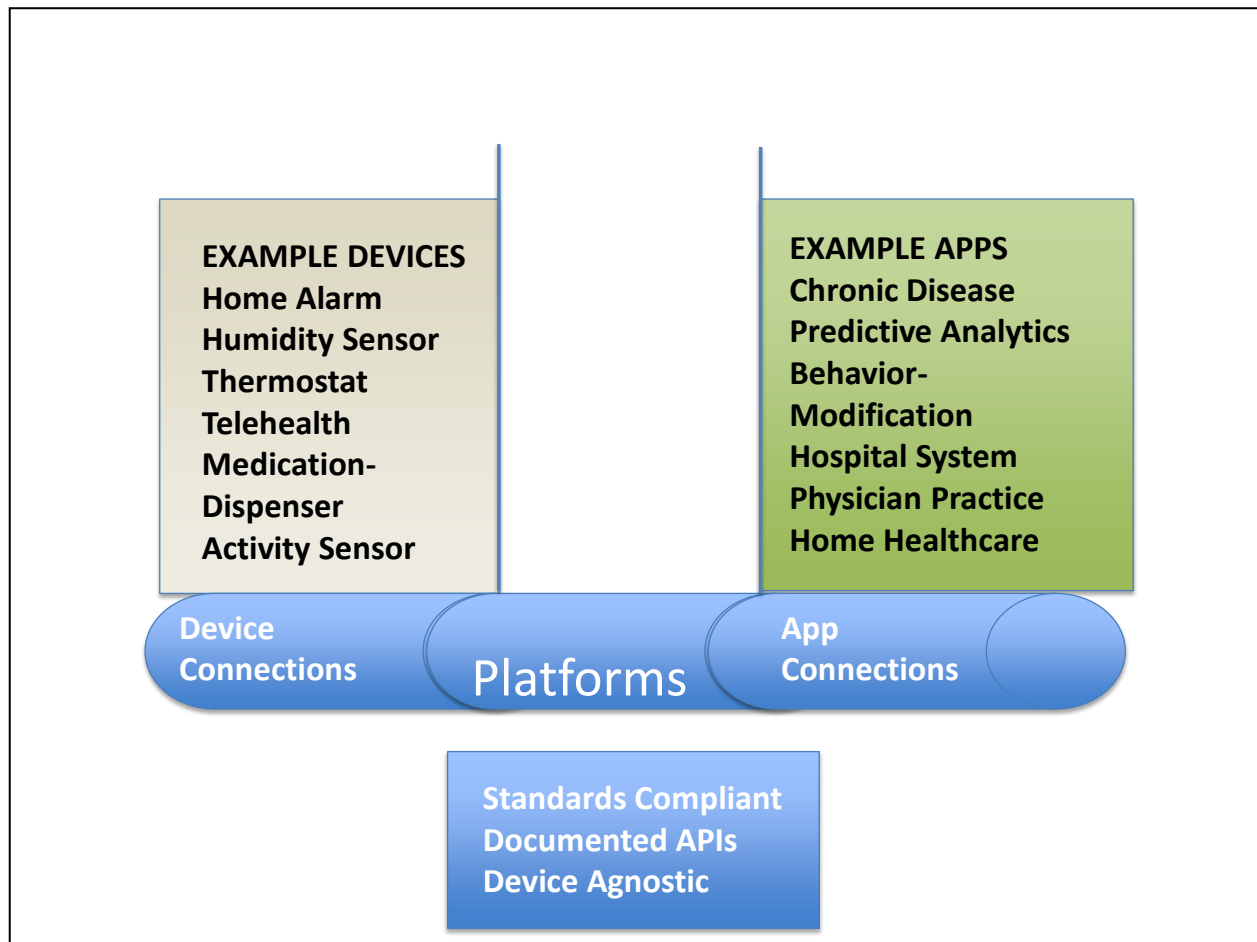 EXAMPLE DEVICES
Home Alarm
Humidity Sensor
Thermostat
Telehealth
Medication-
Dispenser
Activity Sensor
EXAMPLE APPS
Chronic Disease
Predictive Analytics
Behavior-
Modification
Hospital System
Physician Practice
Home Healthcare
Device
Connections
Platforms
App
Connections
Standards Compliant
Documented APIs
Device Agnostic